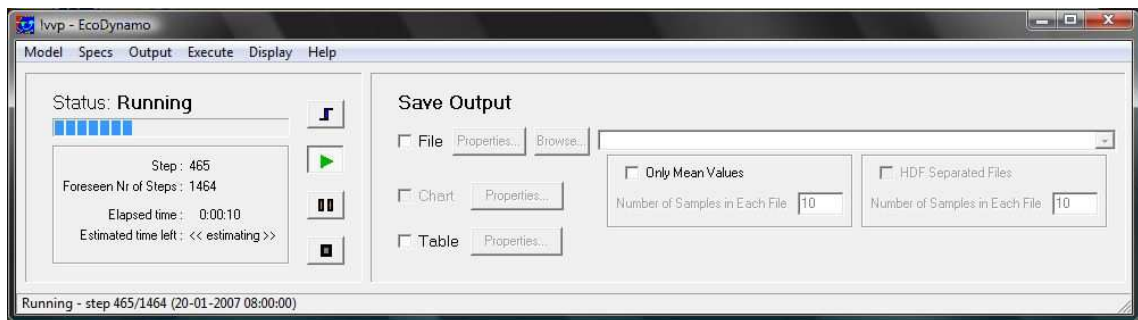 lvvp - EcoDynamo
Model Specs Output Execute Display Help
Status: Running
Step : 465
Foreseen Nr of Steps : 1464
Elapsed time : 0:00:10
Estimated time left : << estimating >>
Save Output
File Properties... Browse...
Only Mean Values
Number of Samples in Each File 10
HDF Separated Files
Number of Samples in Each File 10
Chart Properties...
Table Properties...
Running - step 465/1464 (20-01-2007 08:00:00)